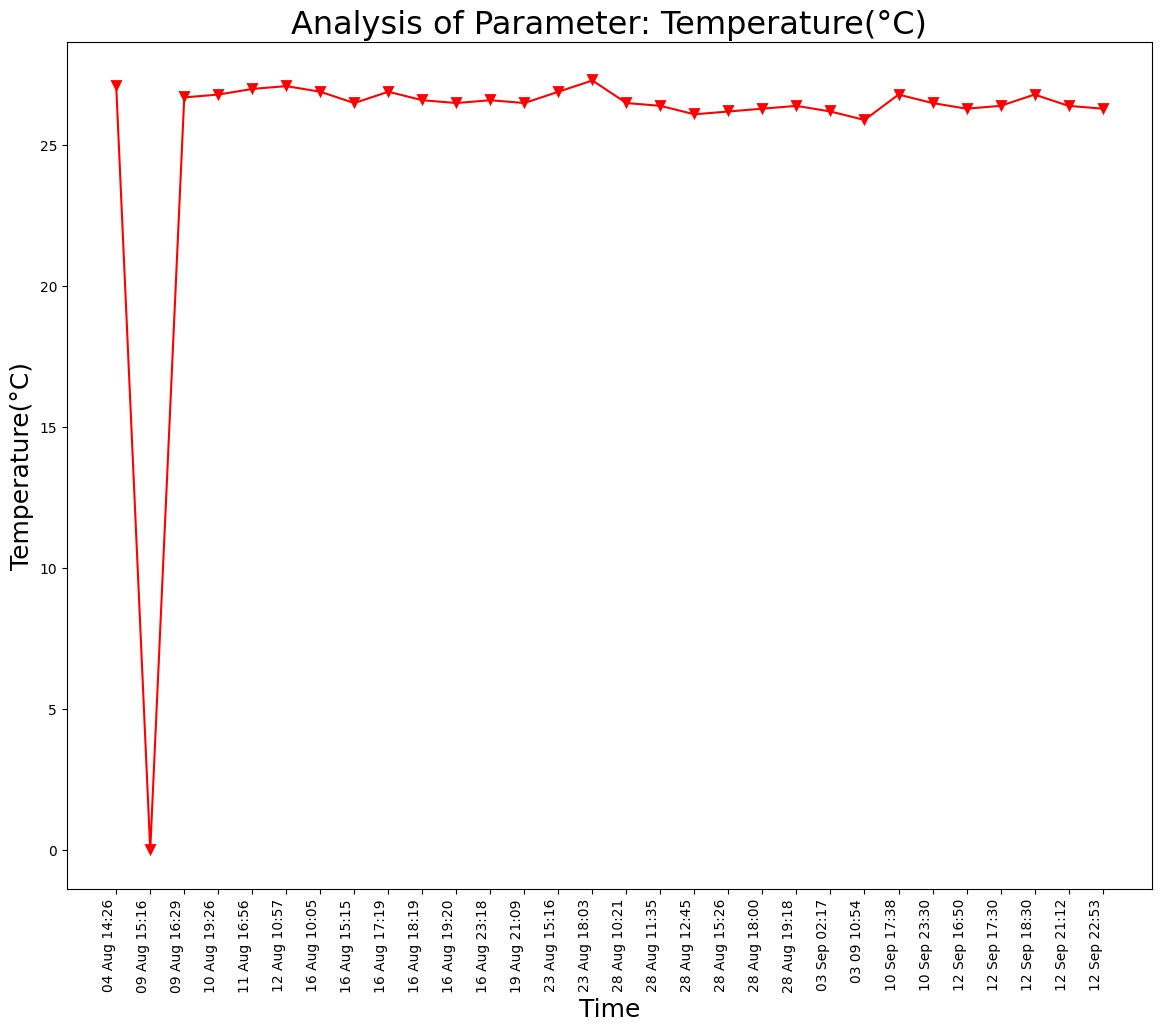 Analysis of Parameter: Temperature(°C)
Temperature(°C)
25
20
15
10
5
0
04 Aug 14:26
09 Aug 15:16
09 Aug 16:29
10 Aug 19:26
11 Aug 16:56
12 Aug 10:57
16 Aug 10:05
16 Aug 15:15
16 Aug 17:19
16 Aug 18:19
16 Aug 19:20
16 Aug 23:18
19 Aug 21:09
23 Aug 15:16
23 Aug 18:03
28 Aug 10:21
28 Aug 11:35
28 Aug 12:45
28 Aug 15:26
28 Aug 18:00
28 Aug 19:18
03 Sep 02:17
03 09 10:54
10 Sep 17:38
10 Sep 23:30
12 Sep 16:50
12 Sep 17:30
12 Sep 18:30
12 Sep 21:12
12 Sep 22:53
Time